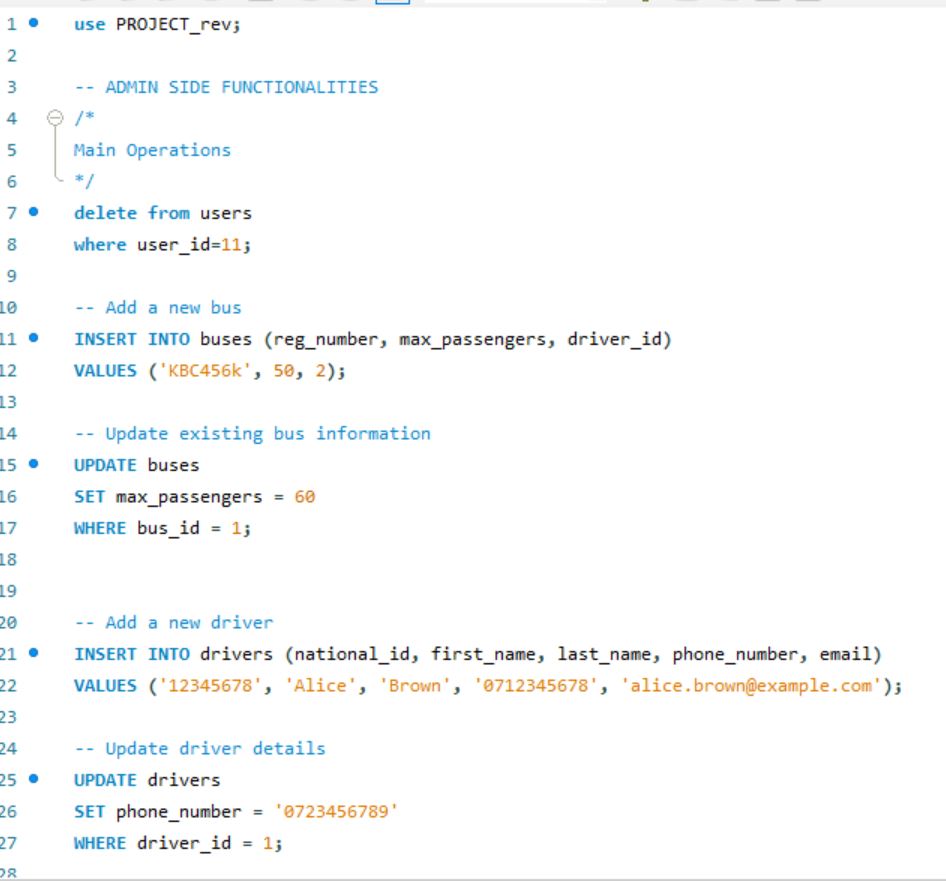 1 use PROJECT_rev;
2
3 -- ADMIN SIDE FUNCTIONALITIES
4 /*
5 Main Operations
6 */
7 delete from users
8 where user_id=11;
9
10 -- Add a new bus
11 INSERT INTO buses (reg_number, max_passengers, driver_id)
12 VALUES ('KBC456k', 50, 2);
13
14 -- Update existing bus information
15 UPDATE buses
16 SET max_passengers = 60
17 WHERE bus_id = 1;
18
19
20 -- Add a new driver
21 INSERT INTO drivers (national_id, first_name, last_name, phone_number, email)
22 VALUES ('12345678', 'Alice', 'Brown', '0712345678', 'alice.brown@example.com');
23
24 -- Update driver details
25 UPDATE drivers
26 SET phone_number = '0723456789'
27 WHERE driver_id = 1;
28